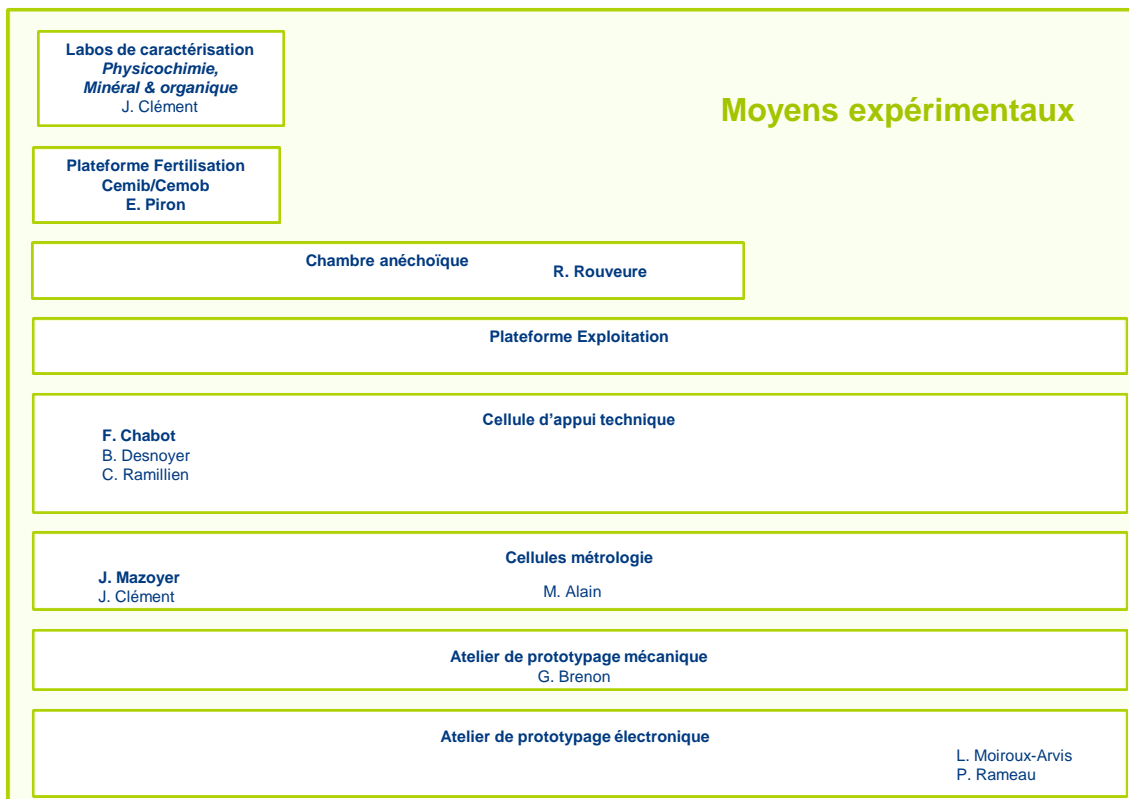 Labos de caractérisation
Physicochimie,
Minéral & organique
J. Clément
Moyens expérimentaux
Plateforme Fertilisation
Cemib/Cemob
E. Piron
Chambre anéchoïque
R. Rouveure
Plateforme Exploitation
Cellule d’appui technique
F. Chabot
B. Desnoyer
C. Ramillien
Cellules métrologie
J. Mazoyer
J. Clément
M. Alain
Atelier de prototypage mécanique
G. Brenon
Atelier de prototypage électronique
L. Moiroux-Arvis
P. Rameau